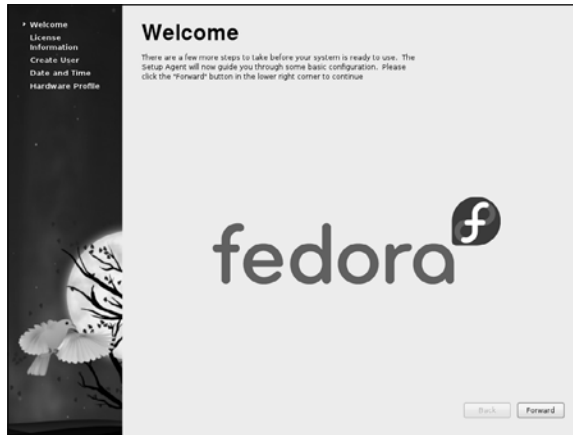 Welcome
License
Information
Create User
Date and Time
Hardware Profile
Welcome
There are a few more steps to take before your system is ready to use. The
Setup Agent will now guide you through some basic configuration. Please
click the "Forward" button in the lower right corner to continue
fedora
Back
Forward